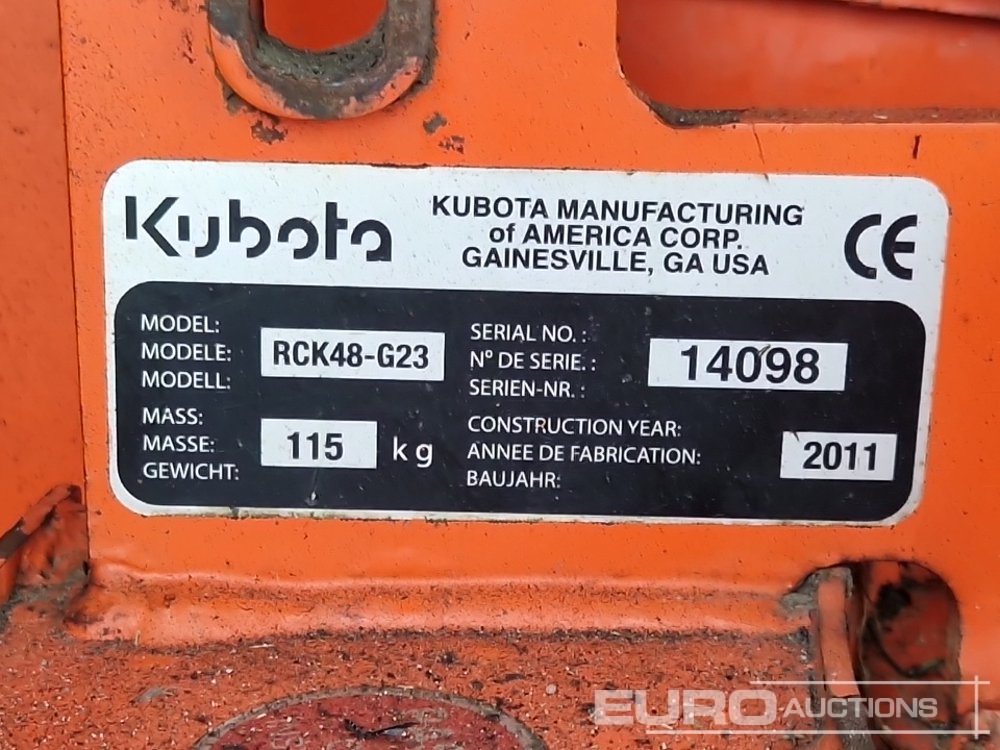 Kubota
KUBOTA MANUFACTURING
of AMERICA CORP.
GAINESVILLE, GA USA
CE
MODEL:
MODELE:
MODELL:
RCK48-G23
SERIAL NO. :
Nº DE SERIE. :
SERIEN-NR. :
14098
MASS:
MASSE:
GEWICHT:
115 kg
CONSTRUCTION YEAR:
ANNEE DE FABRICATION:
BAUJAHR:
2011
EURO AUCTIONS